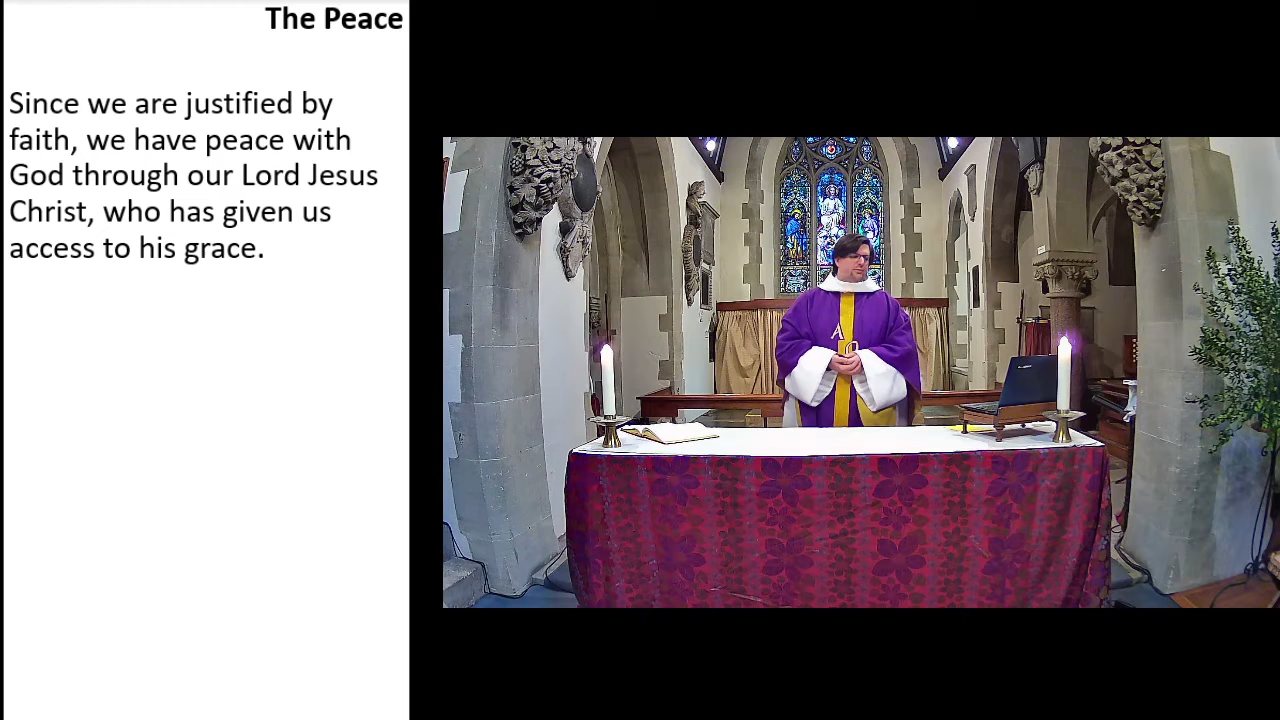 The Peace
Since we are justified by
faith, we have peace with
God through our Lord Jesus
Christ, who has given us
access to his grace.
Α
Ω